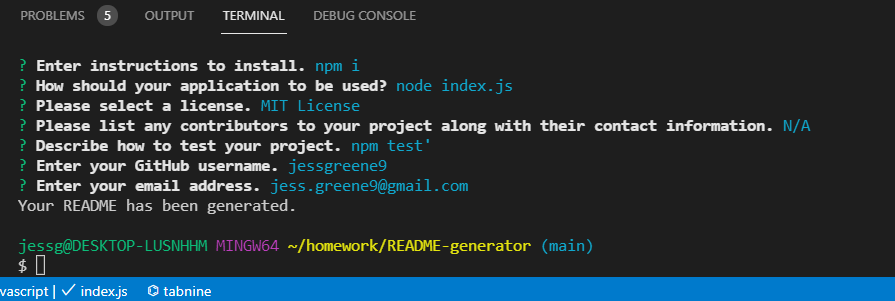 PROBLEMS 5 OUTPUT TERMINAL DEBUG CONSOLE
? Enter instructions to install. npm i
? How should your application to be used? node index.js
? Please select a license. MIT License
? Please list any contributors to your project along with their contact information. N/A
? Describe how to test your project. npm test'
? Enter your GitHub username. jessgreene9
? Enter your email address. jess.greene9@gmail.com
Your README has been generated.
jessg@DESKTOP-LUSNHHM MINGW64 ~/homework/README-generator (main)
$
vascript | ✓ index.js tabnine